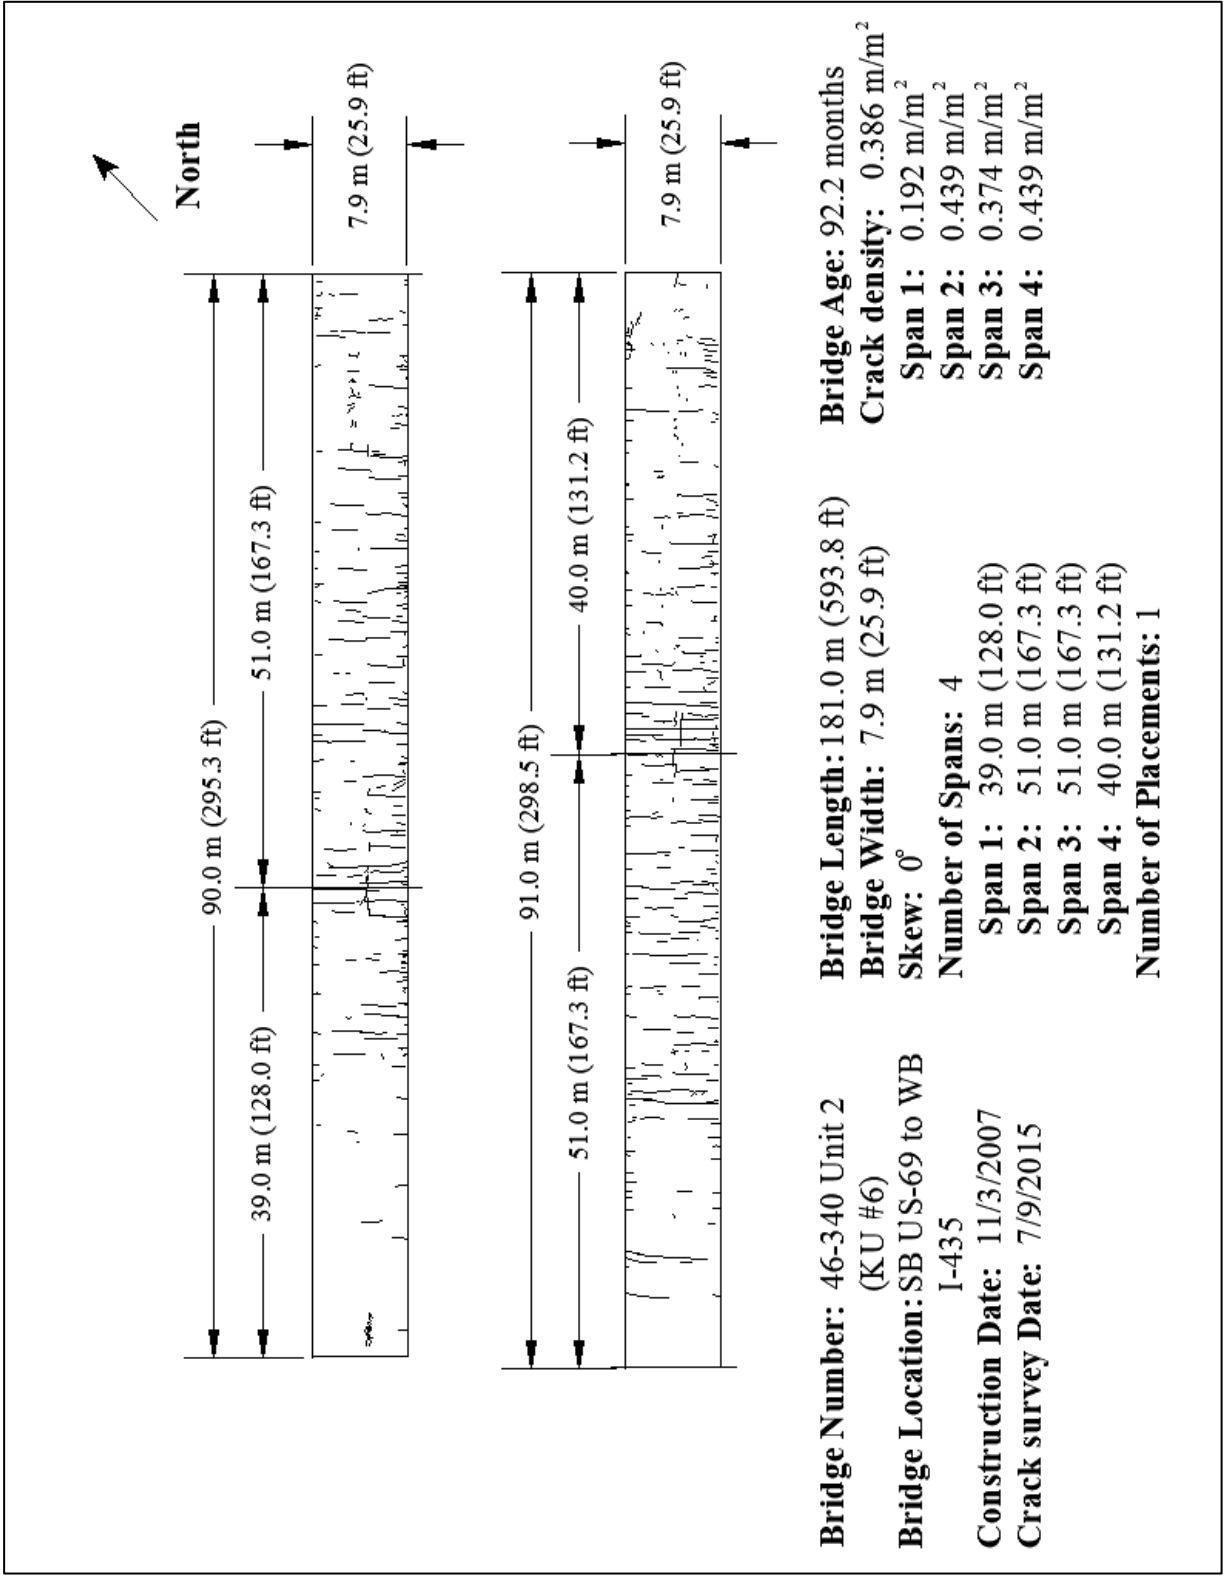 North
90.0 m (295.3 ft)
39.0 m (128.0 ft)
51.0 m (167.3 ft)
7.9 m (25.9 ft)
91.0 m (298.5 ft)
51.0 m (167.3 ft)
40.0 m (131.2 ft)
7.9 m (25.9 ft)
Bridge Number: 46-340 Unit 2
(KU #6)
Bridge Location: SB US-69 to WB
I-435
Construction Date: 11/3/2007
Crack survey Date: 7/9/2015
Bridge Length: 181.0 m (593.8 ft)
Bridge Width: 7.9 m (25.9 ft)
Skew: 0°
Number of Spans: 4
Span 1: 39.0 m (128.0 ft)
Span 2: 51.0 m (167.3 ft)
Span 3: 51.0 m (167.3 ft)
Span 4: 40.0 m (131.2 ft)
Number of Placements: 1
Bridge Age: 92.2 months
Crack density: 0.386 m/m²
Span 1: 0.192 m/m²
Span 2: 0.439 m/m²
Span 3: 0.374 m/m²
Span 4: 0.439 m/m²